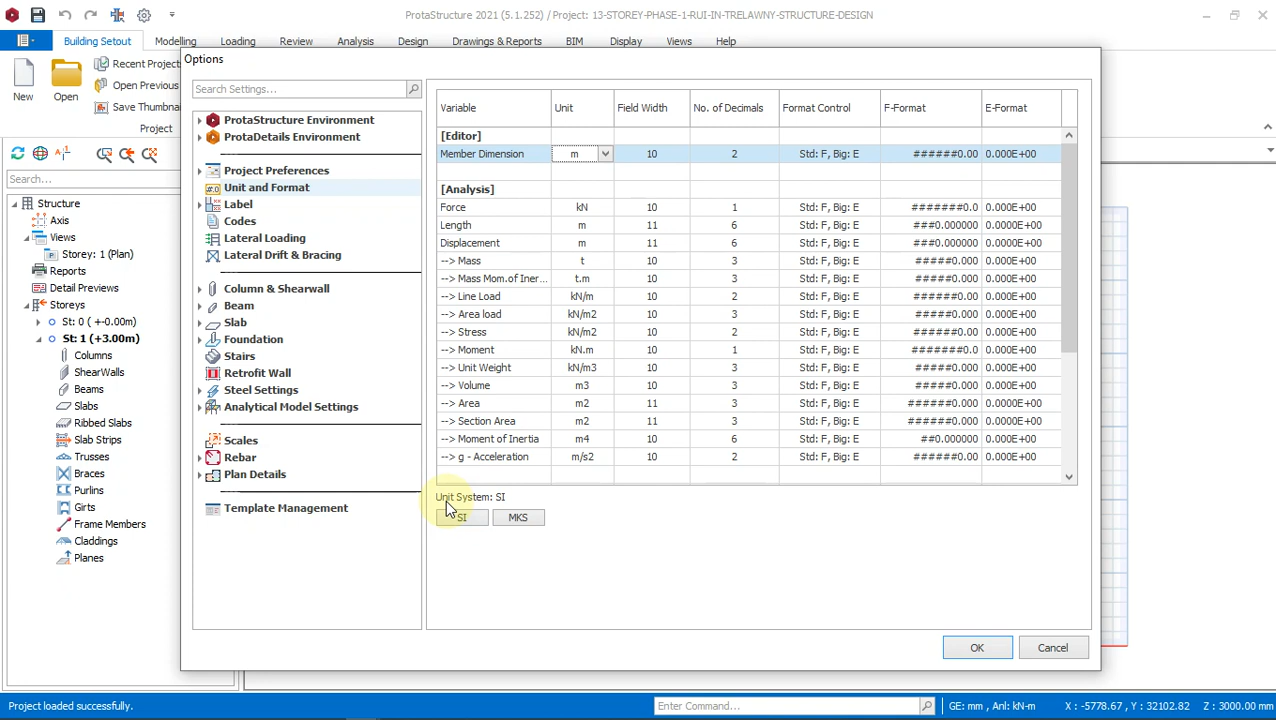 ProtaStructure 2021 (5.1.252) / Project: 13-STOREY-PHASE-1-RUI-IN-TRELAWNY-STRUCTURE-DESIGN
Building Setout Modelling Loading Review Analysis Design Drawings & Reports BIM Display Views Help
New
Open
Recent Project
Open Previous
Save Thumbna
Project
Search...
Structure
Axis
Views
Storey: 1 (Plan)
Reports
Detail Previews
Storeys
St: 0 ( +-0.00m)
St: 1 (+3.00m)
Columns
ShearWalls
Beams
Slabs
Ribbed Slabs
Slab Strips
Trusses
Braces
Purlins
Girts
Frame Members
Claddings
Planes
Options
Search Settings...
ProtaStructure Environment
ProtaDetails Environment
Project Preferences
Unit and Format
Label
Codes
Lateral Loading
Lateral Drift & Bracing
Column & Shearwall
Beam
Slab
Foundation
Stairs
Retrofit Wall
Steel Settings
Analytical Model Settings
Scales
Rebar
Plan Details
Template Management
Variable Unit Field Width No. of Decimals Format Control F-Format E-Format
[Editor]
Member Dimension m 10 2 Std: F, Big: E ######0.00 0.000E+00
[Analysis]
Force kN 10 1 Std: F, Big: E #######0.0 0.000E+00
Length m 11 6 Std: F, Big: E ###0.000000 0.0000E+00
Displacement m 11 6 Std: F, Big: E ###0.000000 0.0000E+00
--> Mass t 10 3 Std: F, Big: E #####0.000 0.000E+00
--> Mass Mom.of Iner... t.m 10 3 Std: F, Big: E #####0.000 0.000E+00
--> Line Load kN/m 10 2 Std: F, Big: E ######0.00 0.000E+00
--> Area load kN/m2 10 3 Std: F, Big: E #####0.000 0.000E+00
--> Stress kN/m2 10 2 Std: F, Big: E ######0.00 0.000E+00
--> Moment kN.m 10 1 Std: F, Big: E #######0.0 0.000E+00
--> Unit Weight kN/m3 10 3 Std: F, Big: E #####0.000 0.000E+00
--> Volume m3 10 3 Std: F, Big: E #####0.000 0.000E+00
--> Area m2 11 3 Std: F, Big: E ######0.000 0.0000E+00
--> Section Area m2 11 3 Std: F, Big: E ######0.000 0.0000E+00
--> Moment of Inertia m4 10 6 Std: F, Big: E ##0.000000 0.000E+00
--> g - Acceleration m/s2 10 2 Std: F, Big: E ######0.00 0.000E+00
Unit System: SI
SI MKS
OK Cancel
Project loaded successfully.
Enter Command...
GE: mm , Anl: kN-m
X : -5778.67 , Y : 32102.82
Z : 3000.00 mm